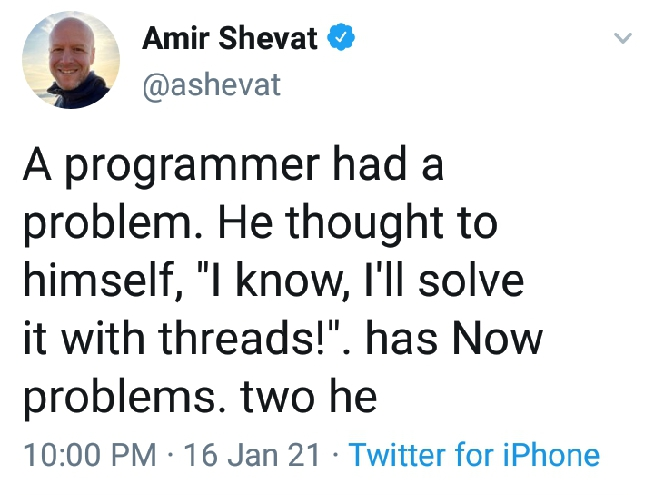 Amir Shevat
@ashevat
A programmer had a
problem. He thought to
himself, "I know, I'll solve
it with threads!". has Now
problems. two he
10:00 PM · 16 Jan 21 · Twitter for iPhone